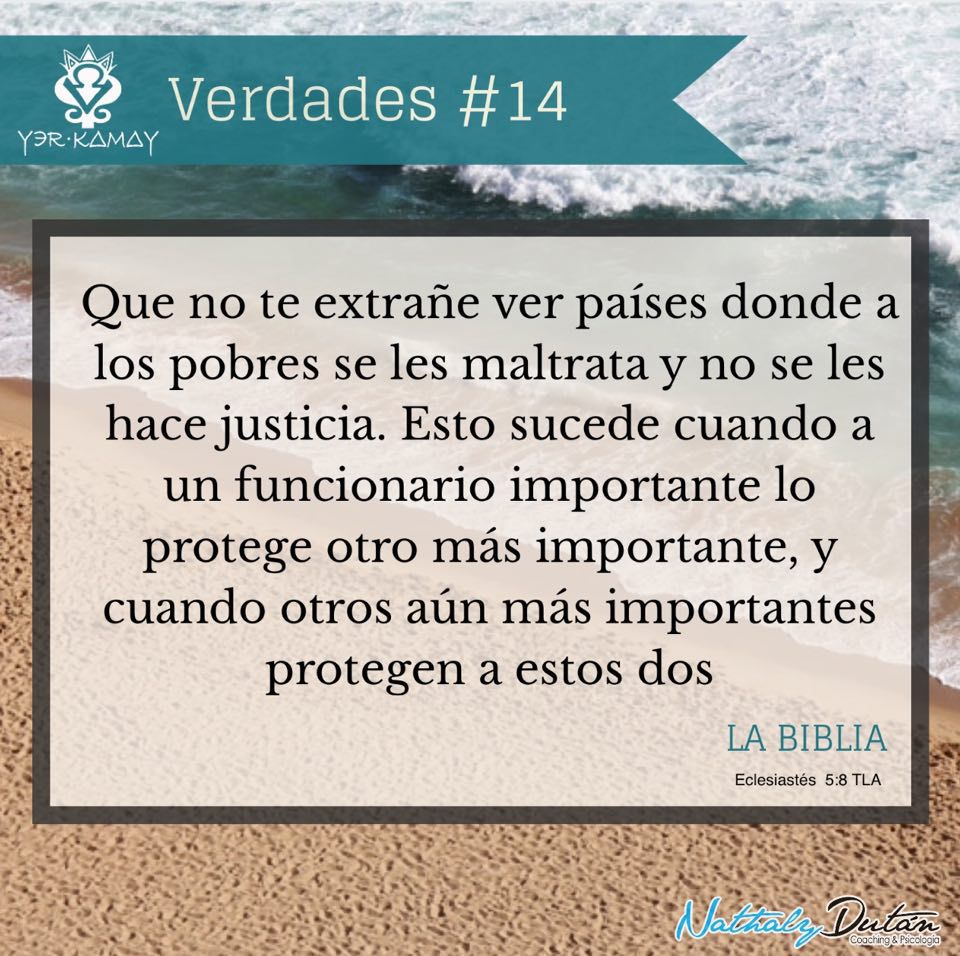 Verdades #14
YƏR·KAMAY
Que no te extrañe ver países donde a
los pobres se les maltrata y no se les
hace justicia. Esto sucede cuando a
un funcionario importante lo
protege otro más importante, y
cuando otros aún más importantes
protegen a estos dos
LA BIBLIA
Eclesiastés 5:8 TLA
Nathaly Dután
Coaching & Psicología